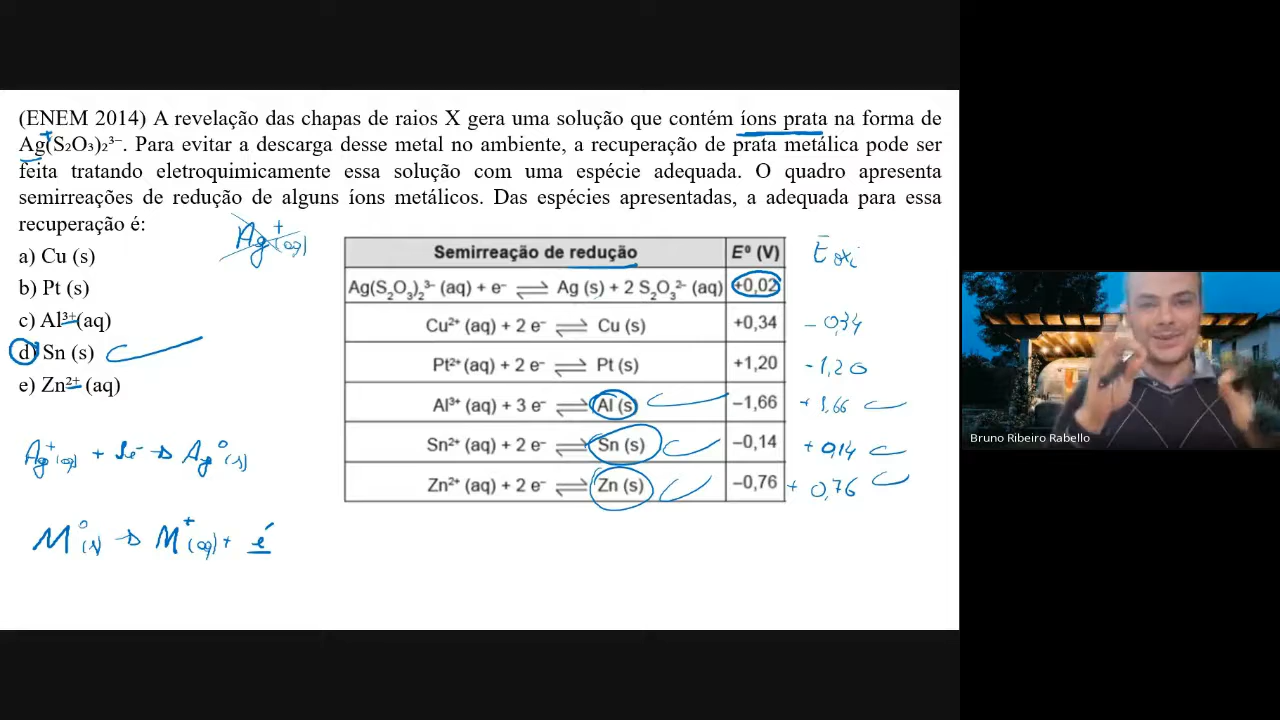 (ENEM 2014) A revelação das chapas de raios X gera uma solução que contém íons prata na forma de
Ag(S₂O₃)₂³⁻. Para evitar a descarga desse metal no ambiente, a recuperação de prata metálica pode ser
feita tratando eletroquimicamente essa solução com uma espécie adequada. O quadro apresenta
semirreações de redução de alguns íons metálicos. Das espécies apresentadas, a adequada para essa
recuperação é:
a) Cu (s)
b) Pt (s)
c) Al³⁺(aq)
d) Sn (s)
e) Zn²⁺ (aq)
Ag⁺(aq)
Semirreação de redução E⁰ (V) E oxi
Ag(S₂O₃)₂³⁻ (aq) + e⁻ ⇌ Ag (s) + 2 S₂O₃²⁻ (aq) +0,02
Cu²⁺ (aq) + 2 e⁻ ⇌ Cu (s) +0,34 - 0,34
Pt²⁺ (aq) + 2 e⁻ ⇌ Pt (s) +1,20 - 1,20
Al³⁺ (aq) + 3 e⁻ ⇌ Al (s) –1,66 + 1,66
Sn²⁺ (aq) + 2 e⁻ ⇌ Sn (s) –0,14 + 0,14
Zn²⁺ (aq) + 2 e⁻ ⇌ Zn (s) –0,76 + 0,76
Ag⁺(aq) + 1e⁻ → Ag⁰(s)
M⁰(s) → M⁺(aq) + é
Bruno Ribeiro Rabello